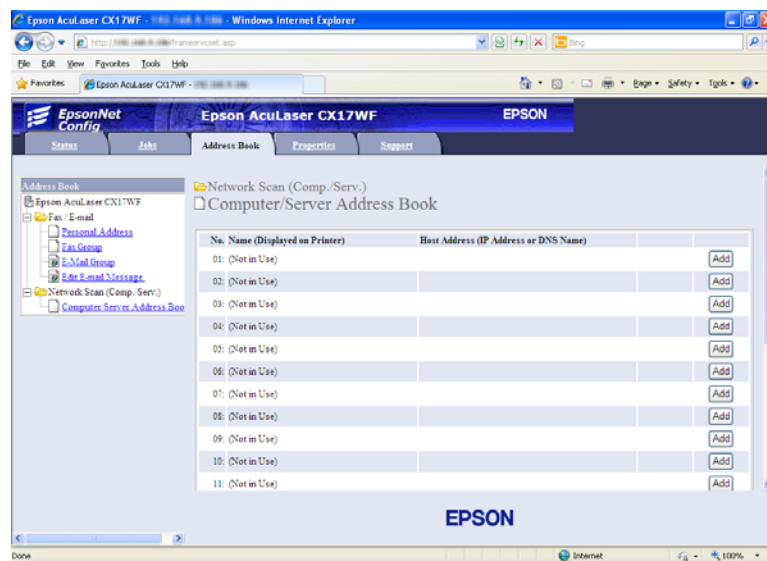 Epson AcuLaser CX17WF - - Windows Internet Explorer
http:// /framesrvcset.asp
Bing
File Edit View Favorites Tools Help
Favorites Epson AcuLaser CX17WF -
Page Safety Tools
EpsonNet Config
Epson AcuLaser CX17WF
EPSON
Status Jobs Address Book Properties Support
Address Book
Epson AcuLaser CX17WF
Fax / E-mail
Personal Address
Fax Group
E-Mail Group
Edit E-mail Message
Network Scan (Comp./Serv.)
Computer/Server Address Boo
Network Scan (Comp./Serv.)
Computer/Server Address Book
No. Name (Displayed on Printer) Host Address (IP Address or DNS Name)
01: (Not in Use) Add
02: (Not in Use) Add
03: (Not in Use) Add
04: (Not in Use) Add
05: (Not in Use) Add
06: (Not in Use) Add
07: (Not in Use) Add
08: (Not in Use) Add
09: (Not in Use) Add
10: (Not in Use) Add
11: (Not in Use) Add
EPSON
Done Internet 100%